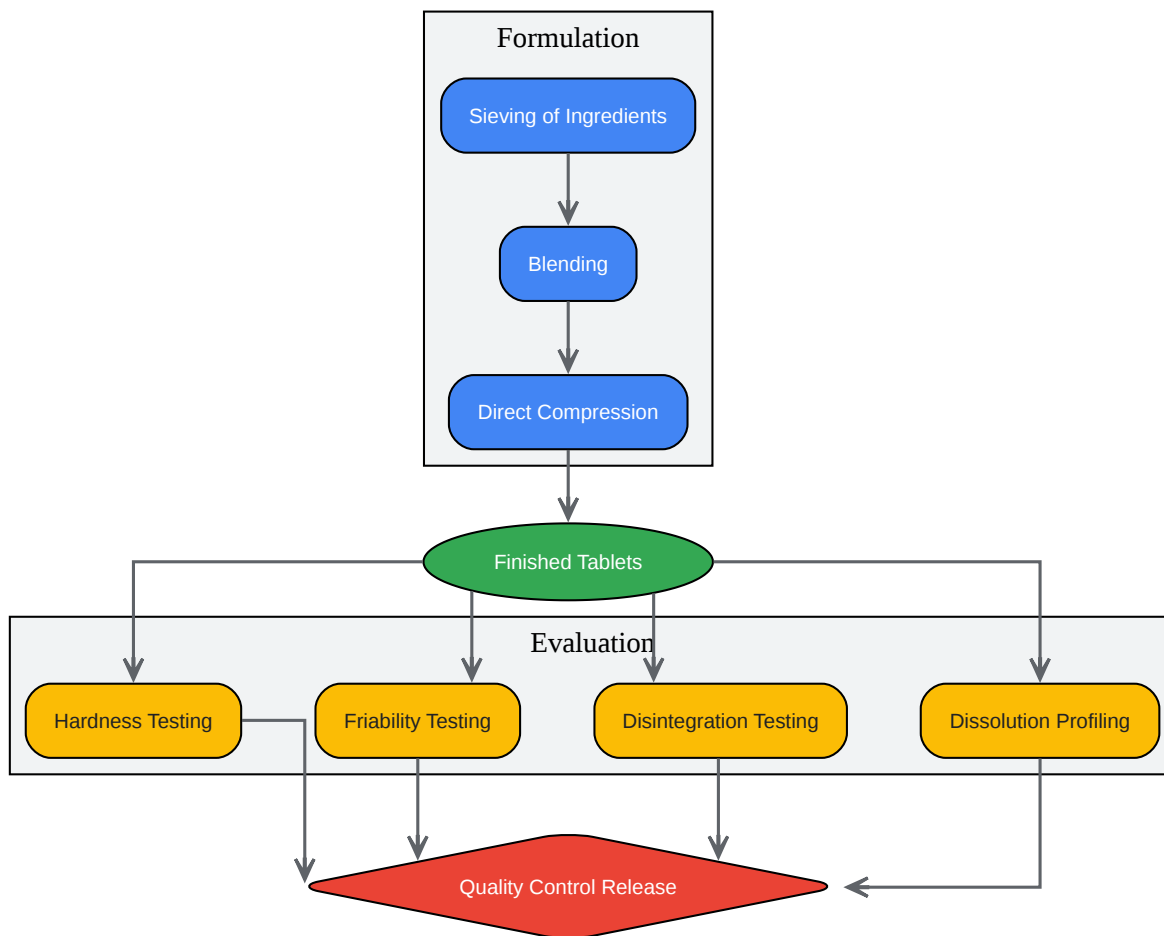 Formulation
Sieving of Ingredients
Blending
Direct Compression
Finished Tablets
Evaluation
Hardness Testing
Friability Testing
Disintegration Testing
Dissolution Profiling
Quality Control Release